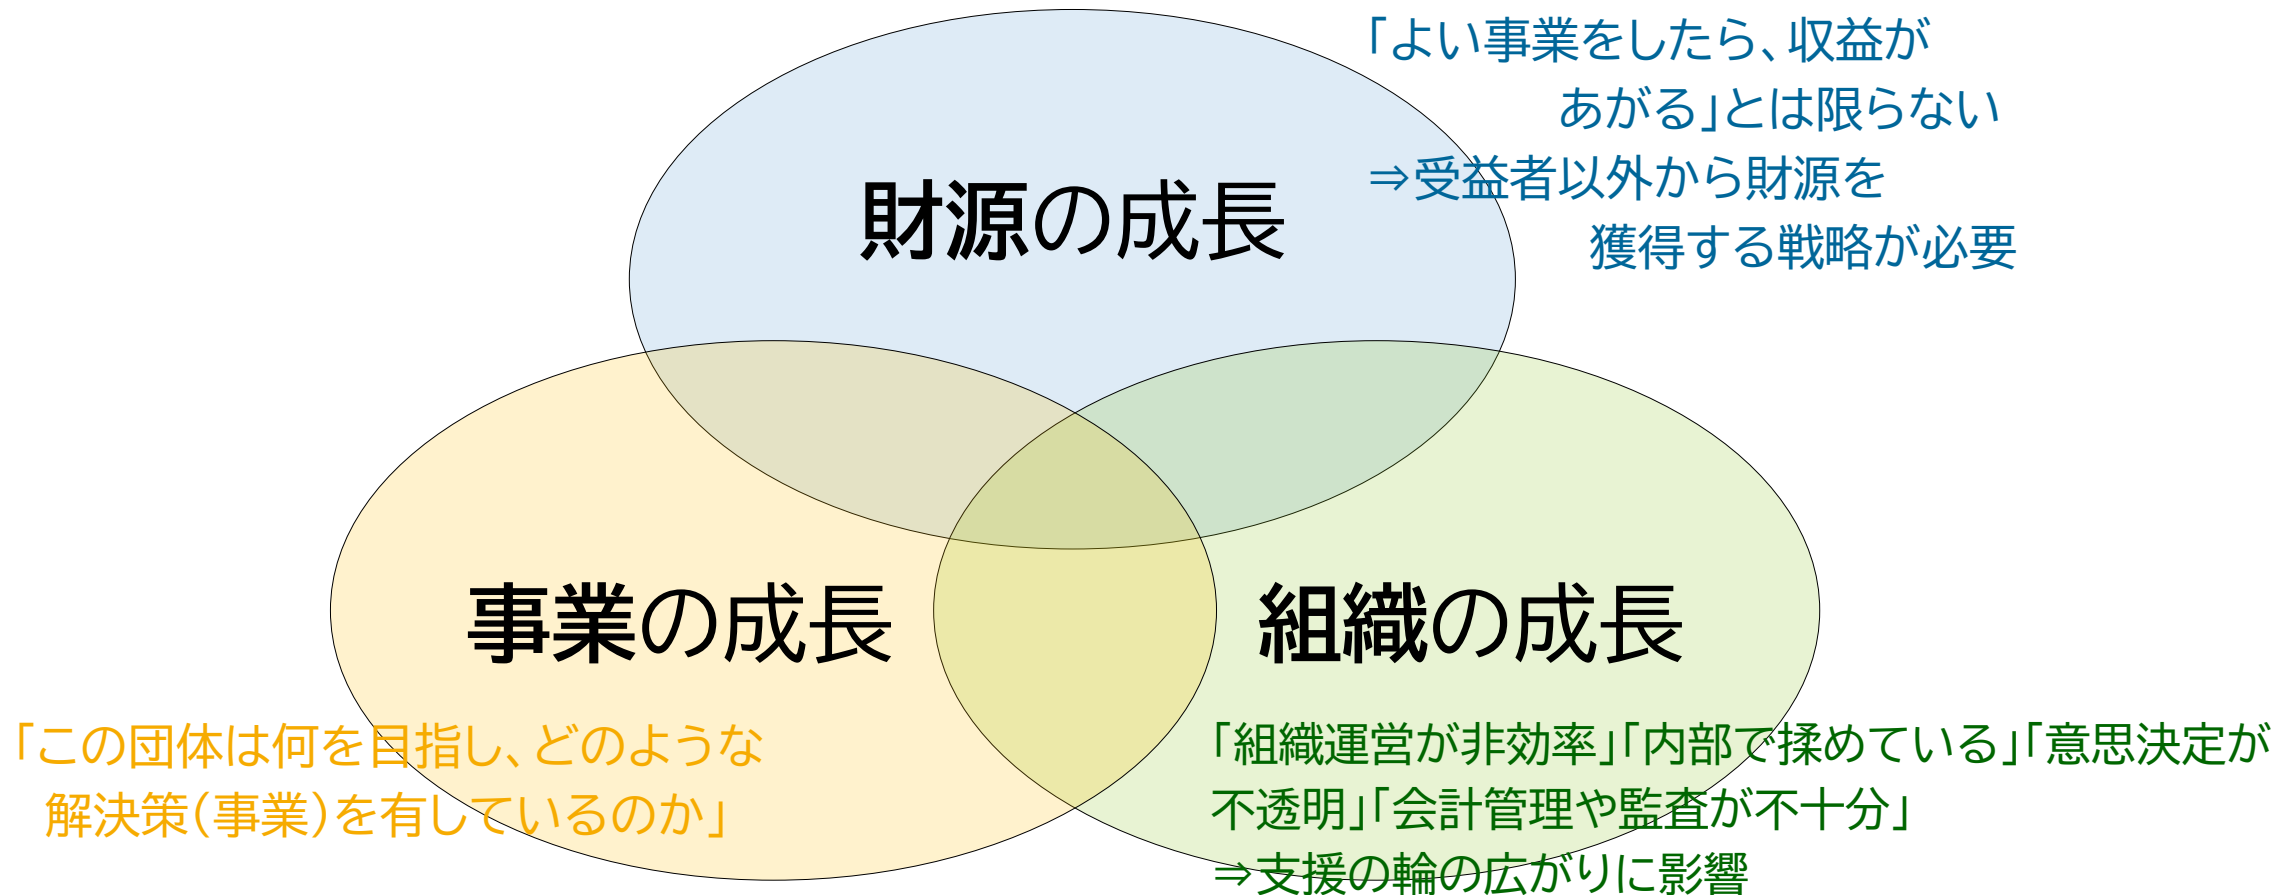 「よい事業をしたら、収益が
あがる」とは限らない
⇒受益者以外から財源を
獲得する戦略が必要
財源の成長
事業の成長
組織の成長
「この団体は何を目指し、どのような
解決策(事業)を有しているのか」
「組織運営が非効率」「内部で揉めている」「意思決定が
不透明」「会計管理や監査が不十分」
⇒支援の輪の広がりに影響